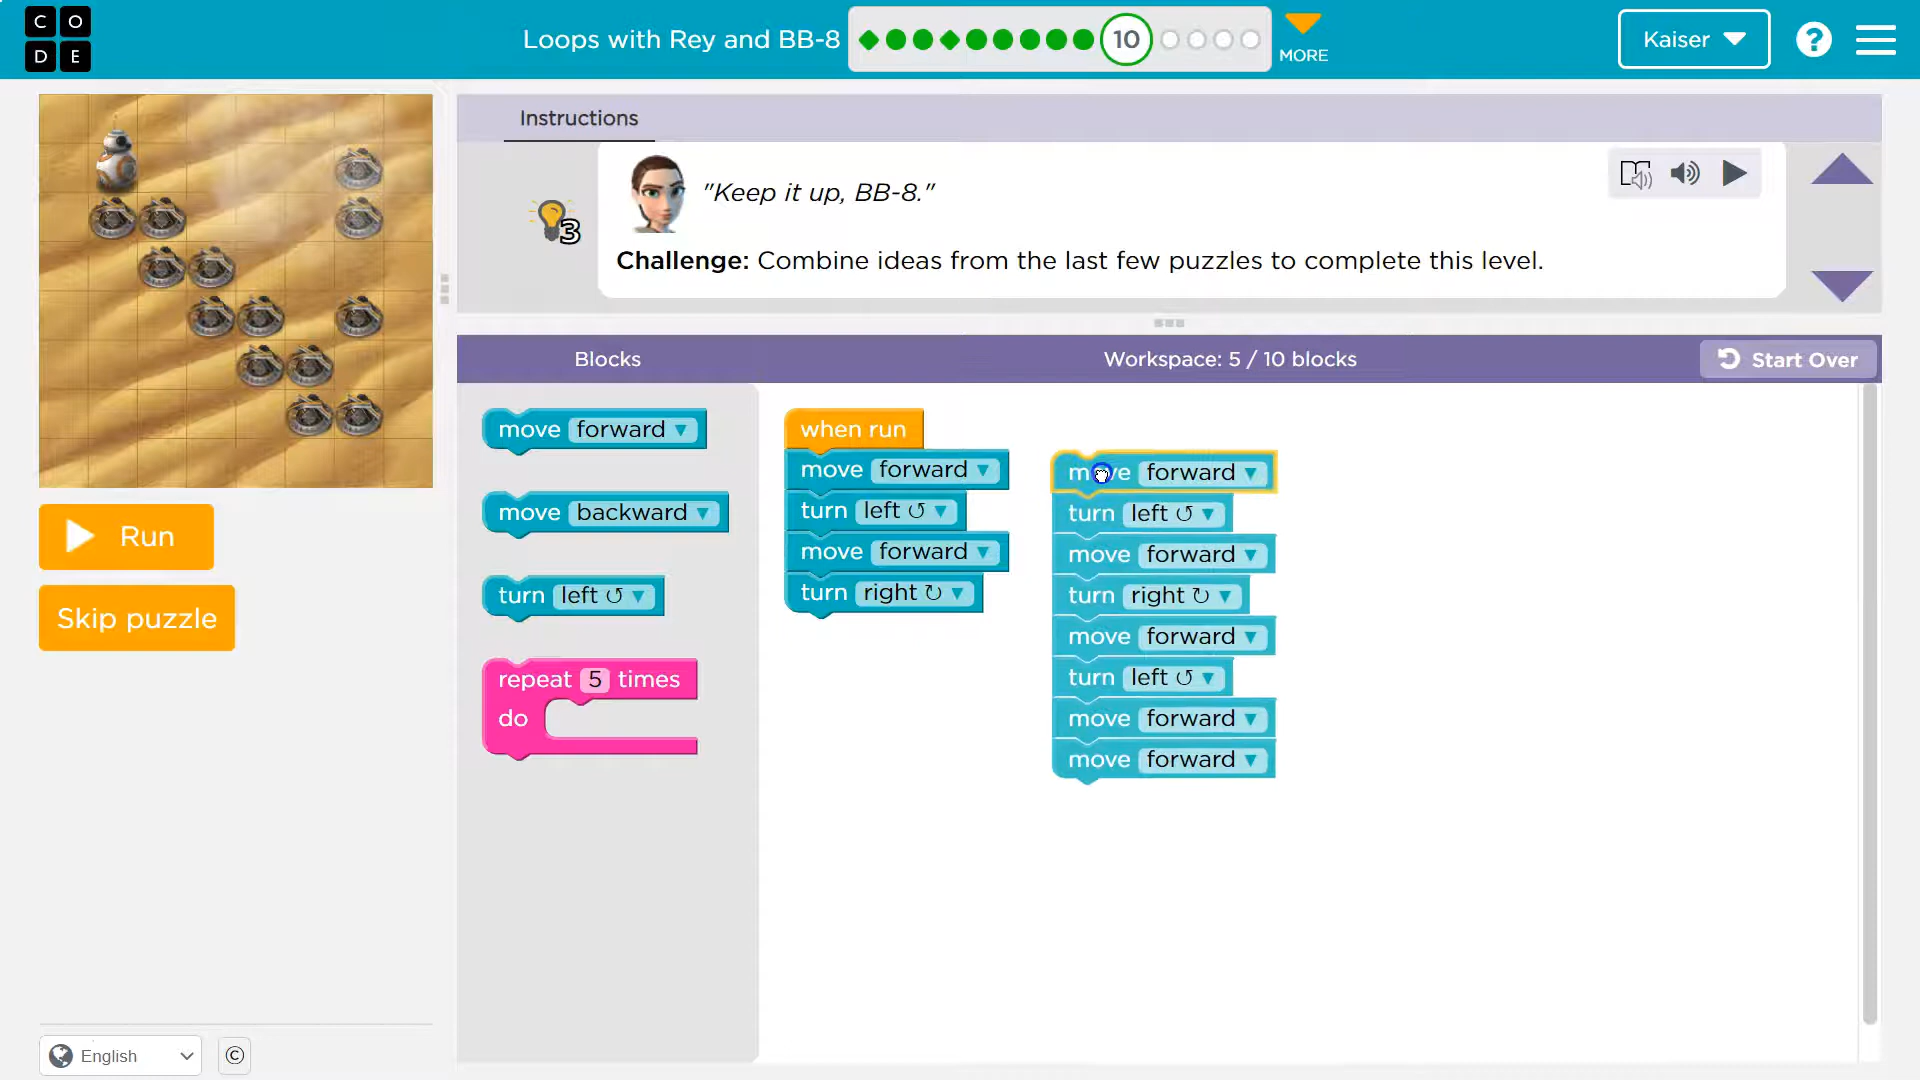 C O
D E
Loops with Rey and BB-8
10
MORE
Kaiser
?
Instructions
3
"Keep it up, BB-8."
Challenge: Combine ideas from the last few puzzles to complete this level.
Blocks
Workspace: 5 / 10 blocks
Start Over
move forward
move backward
turn left
repeat 5 times
do
when run
move forward
turn left
move forward
turn right
move forward
turn left
move forward
turn right
move forward
turn left
move forward
move forward
Run
Skip puzzle
English
©